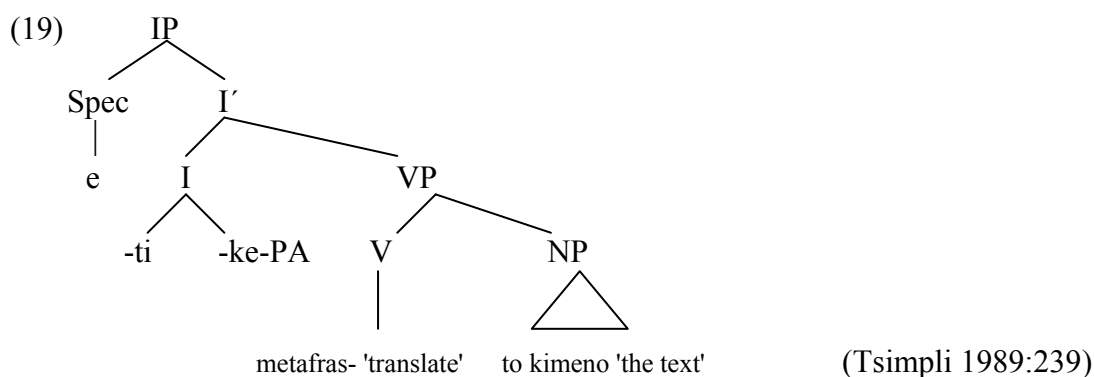 (19) IP
Spec I´
e I VP
-ti -ke-PA V NP
metafras- 'translate' to kimeno 'the text' (Tsimpli 1989:239)